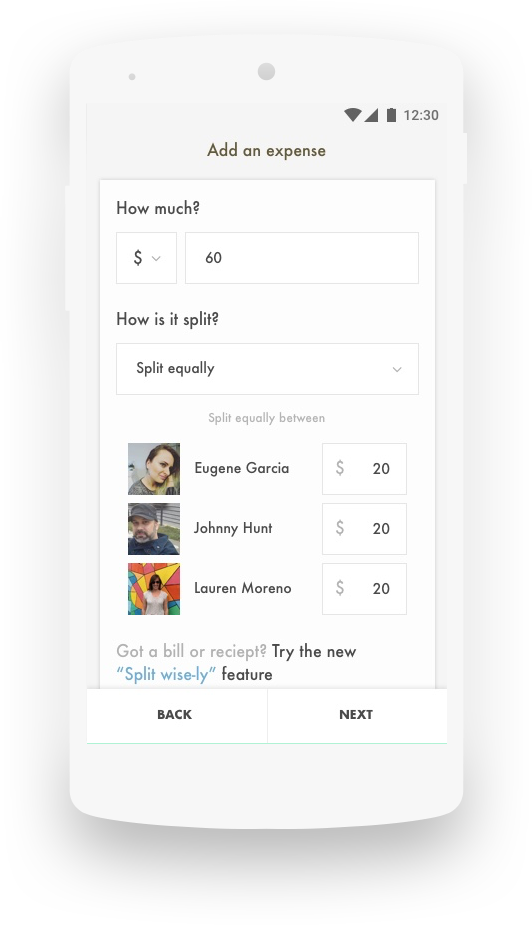 12:30
Add an expense
How much?
$ 60
How is it split?
Split equally
Split equally between
Eugene Garcia $ 20
Johnny Hunt $ 20
Lauren Moreno $ 20
Got a bill or reciept? Try the new
“Split wise-ly” feature
BACK NEXT